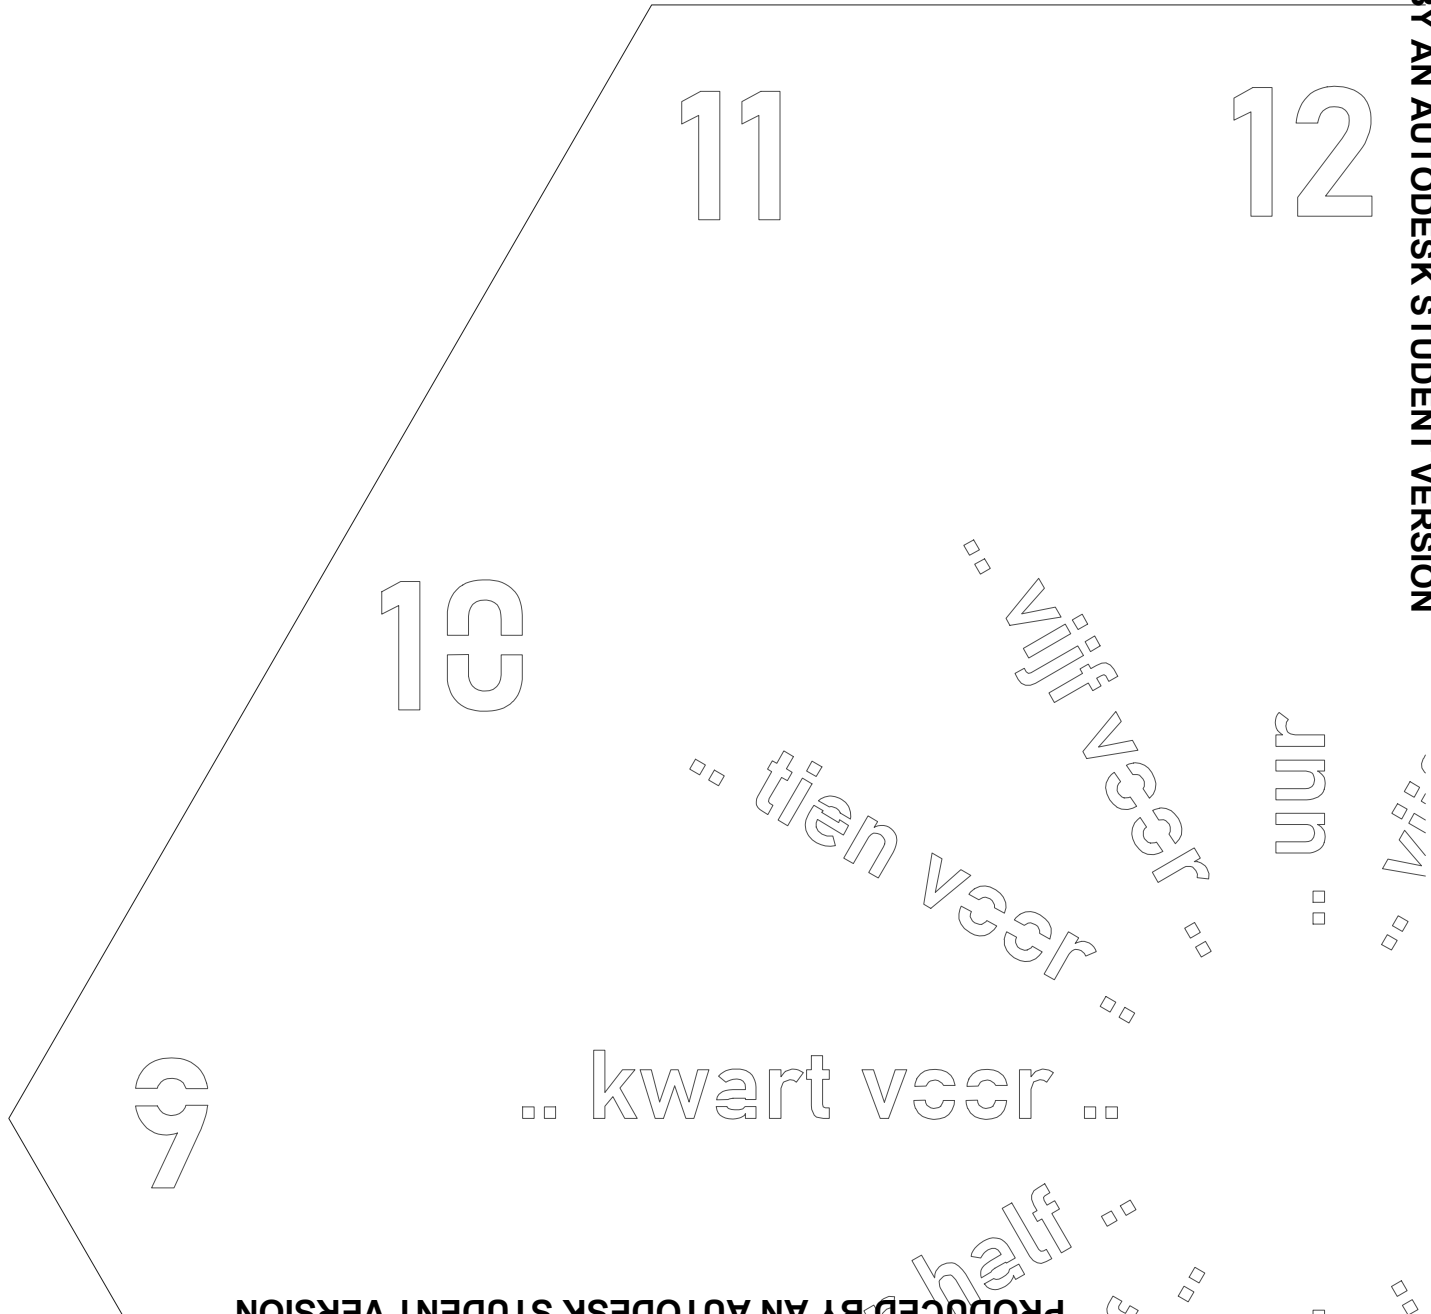 11
12
BY AN AUTODESK STUDENT VERSION
10
.. vijf voor ..
.. tien voor ..
.. uur
9
.. kwart voor ..
half ..
PRODUCED BY AN AUTODESK STUDENT VERSION